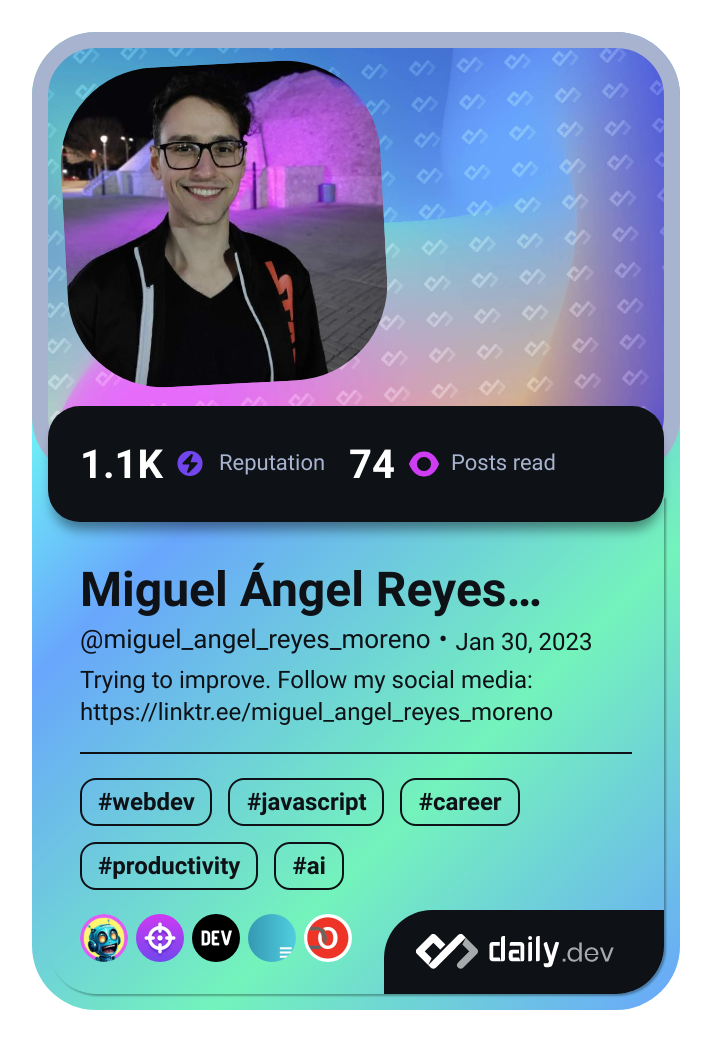 1.1K Reputation 74 Posts read
Miguel Ángel Reyes...
@miguel_angel_reyes_moreno • Jan 30, 2023
Trying to improve. Follow my social media:
https://linktr.ee/miguel_angel_reyes_moreno
#webdev #javascript #career
#productivity #ai
DEV
daily.dev